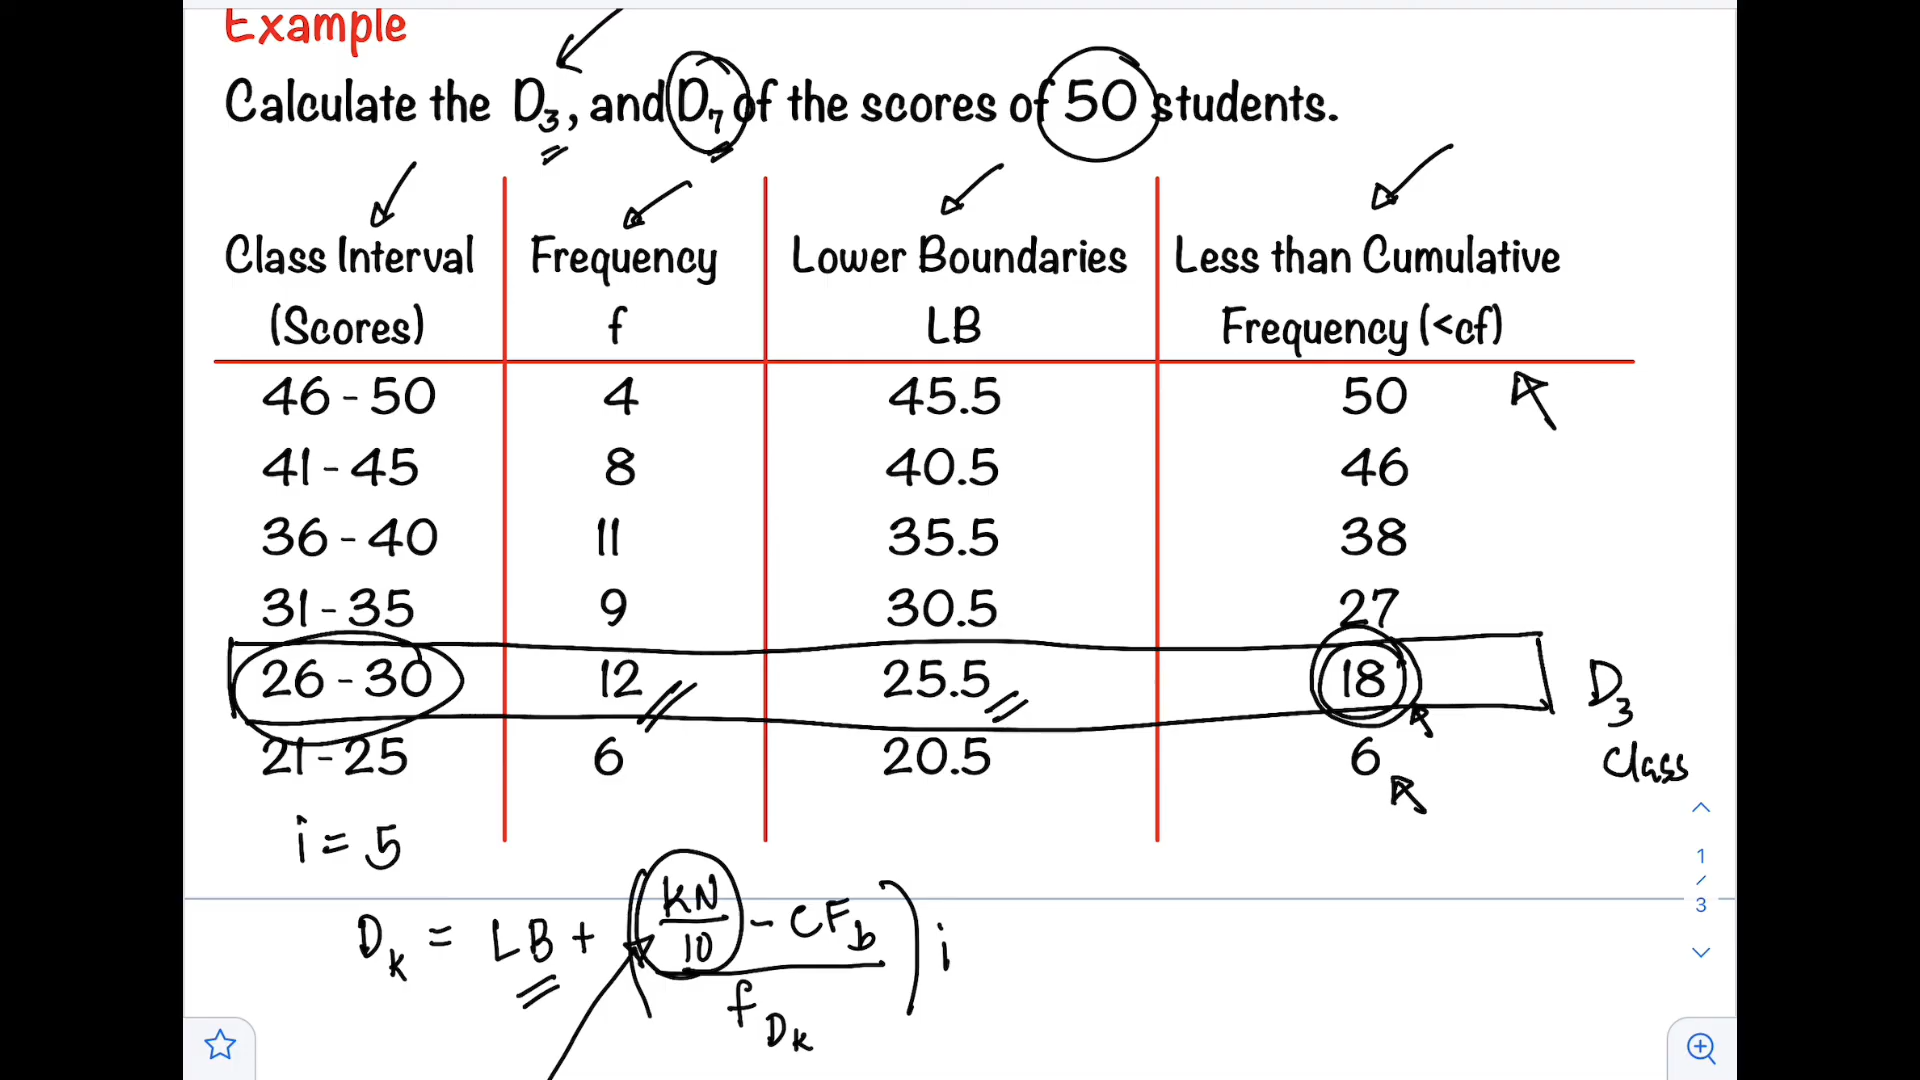 Example
Calculate the D₃, and D₇ of the scores of 50 students.
Class Interval Frequency Lower Boundaries Less than Cumulative
(Scores) f LB Frequency (<cf)
46 - 50 4 45.5 50
41 - 45 8 40.5 46
36 - 40 11 35.5 38
31 - 35 9 30.5 27
26 - 30 12 25.5 18 D₃
21 - 25 6 20.5 6 Class
i = 5
1
/
3
Dk = LB + (KN/10 - CFb / fDk) i